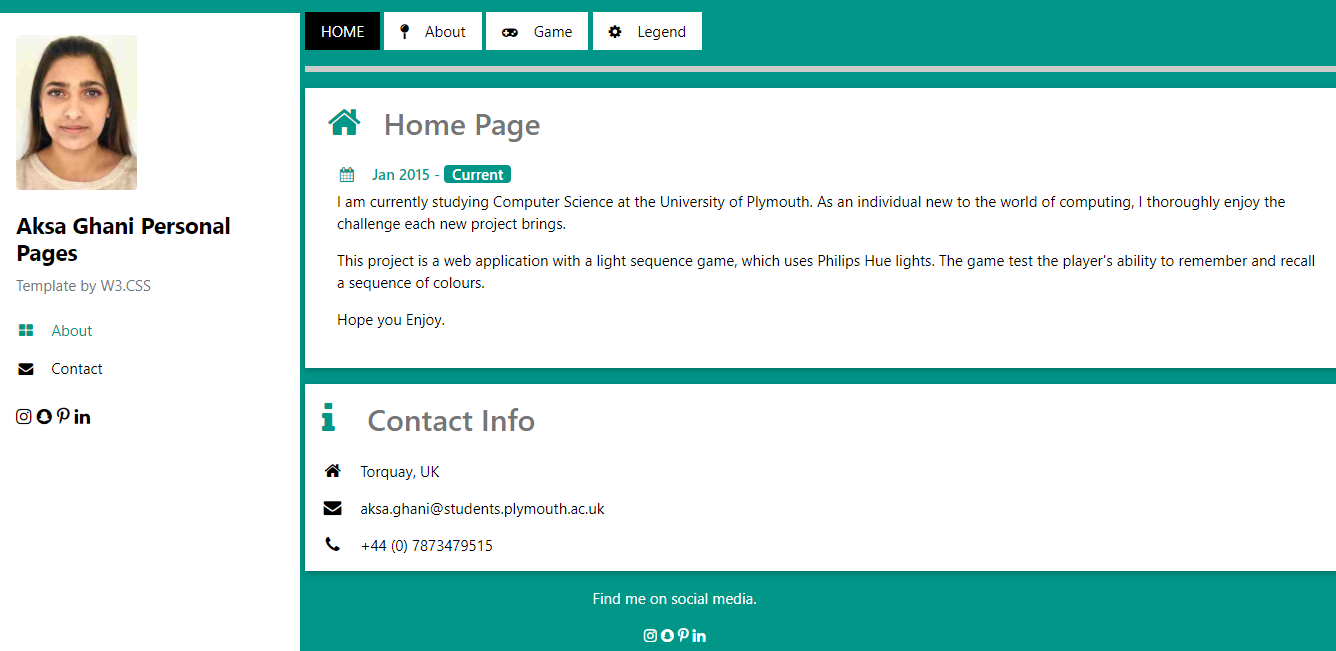 HOME
About
Game
Legend
Aksa Ghani Personal
Pages
Template by W3.CSS
About
Contact
Home Page
Jan 2015 - Current
I am currently studying Computer Science at the University of Plymouth. As an individual new to the world of computing, I thoroughly enjoy the
challenge each new project brings.
This project is a web application with a light sequence game, which uses Philips Hue lights. The game test the player's ability to remember and recall
a sequence of colours.
Hope you Enjoy.
Contact Info
Torquay, UK
aksa.ghani@students.plymouth.ac.uk
+44 (0) 7873479515
Find me on social media.